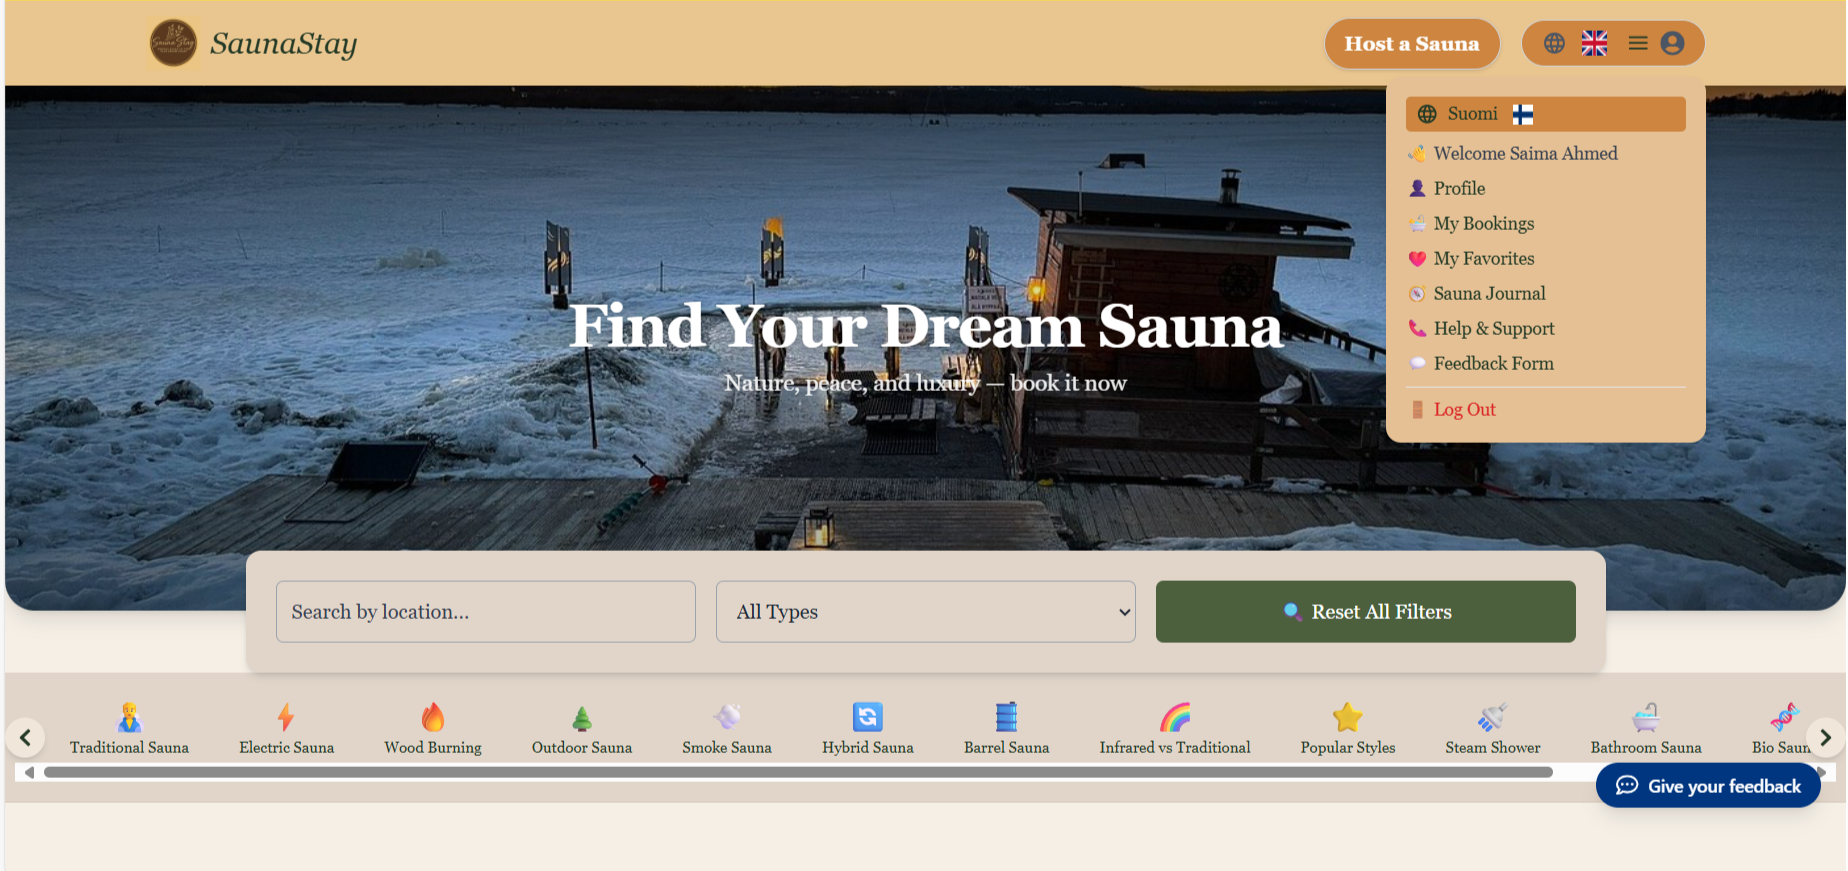 SaunaStay
Host a Sauna
Suomi
Welcome Saima Ahmed
Profile
My Bookings
My Favorites
Sauna Journal
Help & Support
Feedback Form
Log Out
Find Your Dream Sauna
Nature, peace, and luxury — book it now
Search by location...
All Types
Reset All Filters
Traditional Sauna
Electric Sauna
Wood Burning
Outdoor Sauna
Smoke Sauna
Hybrid Sauna
Barrel Sauna
Infrared vs Traditional
Popular Styles
Steam Shower
Bathroom Sauna
Bio Saun
Give your feedback